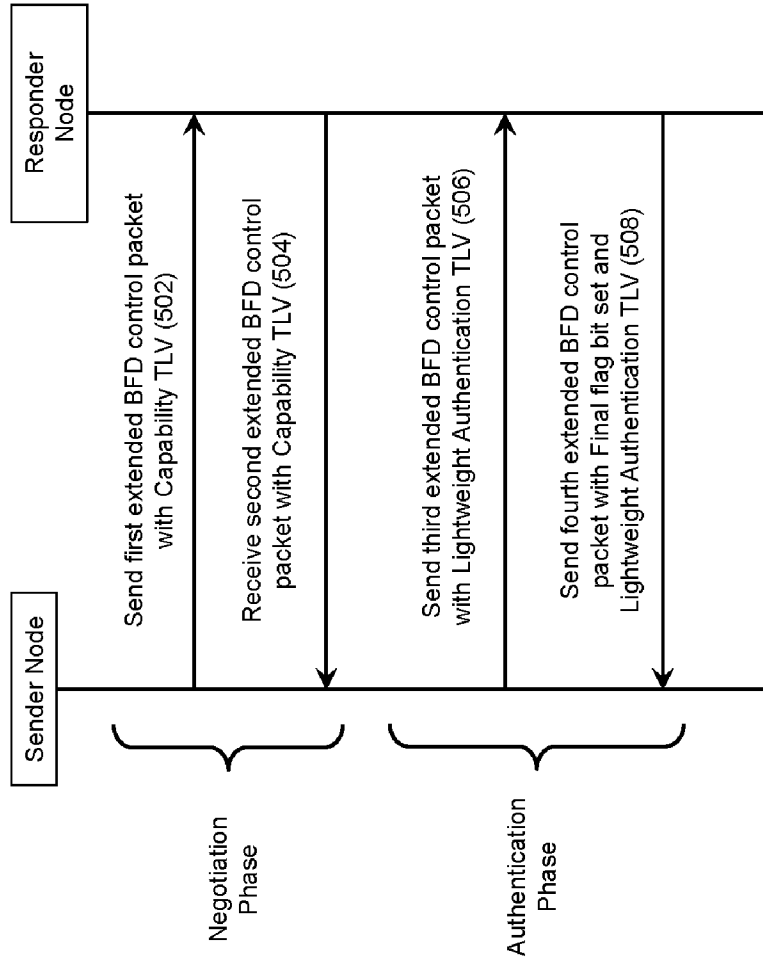 Sender Node
Responder
Node
Negotiation
Phase
Send first extended BFD control packet
with Capability TLV (502)
Receive second extended BFD control
packet with Capability TLV (504)
Authentication
Phase
Send third extended BFD control packet
with Lightweight Authentication TLV (506)
Send fourth extended BFD control
packet with Final flag bit set and
Lightweight Authentication TLV (508)